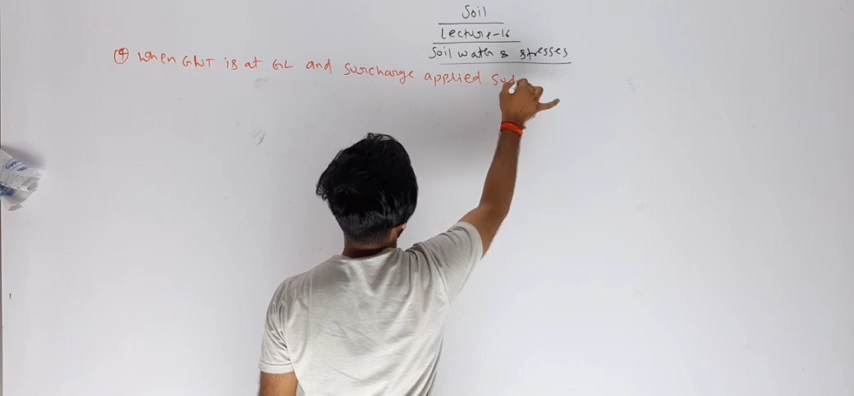 Soil
Lecture-16
Soil water & stresses
④ When GWT is at GL and surcharge applied